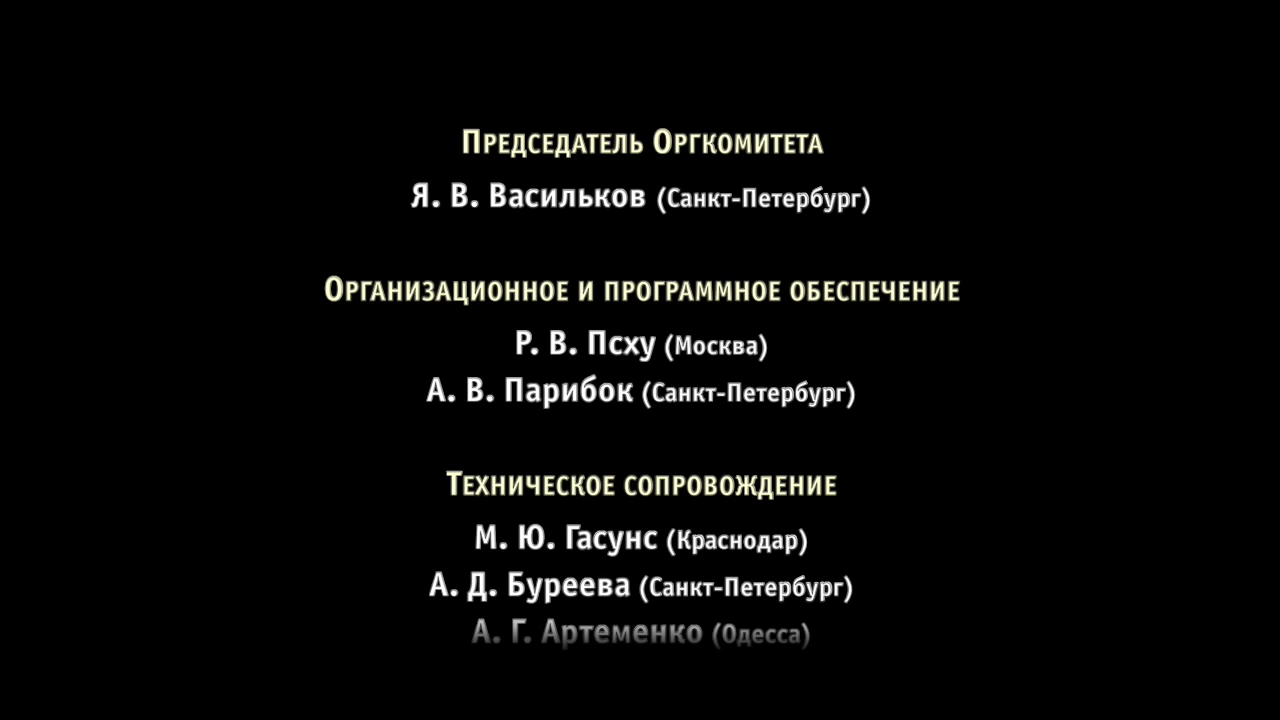 Председатель Оргкомитета
Я. В. Васильков (Санкт-Петербург)
Организационное и программное обеспечение
Р. В. Псху (Москва)
А. В. Парибок (Санкт-Петербург)
Техническое сопровождение
М. Ю. Гасунс (Краснодар)
А. Д. Буреева (Санкт-Петербург)
А. Г. Артеменко (Одесса)